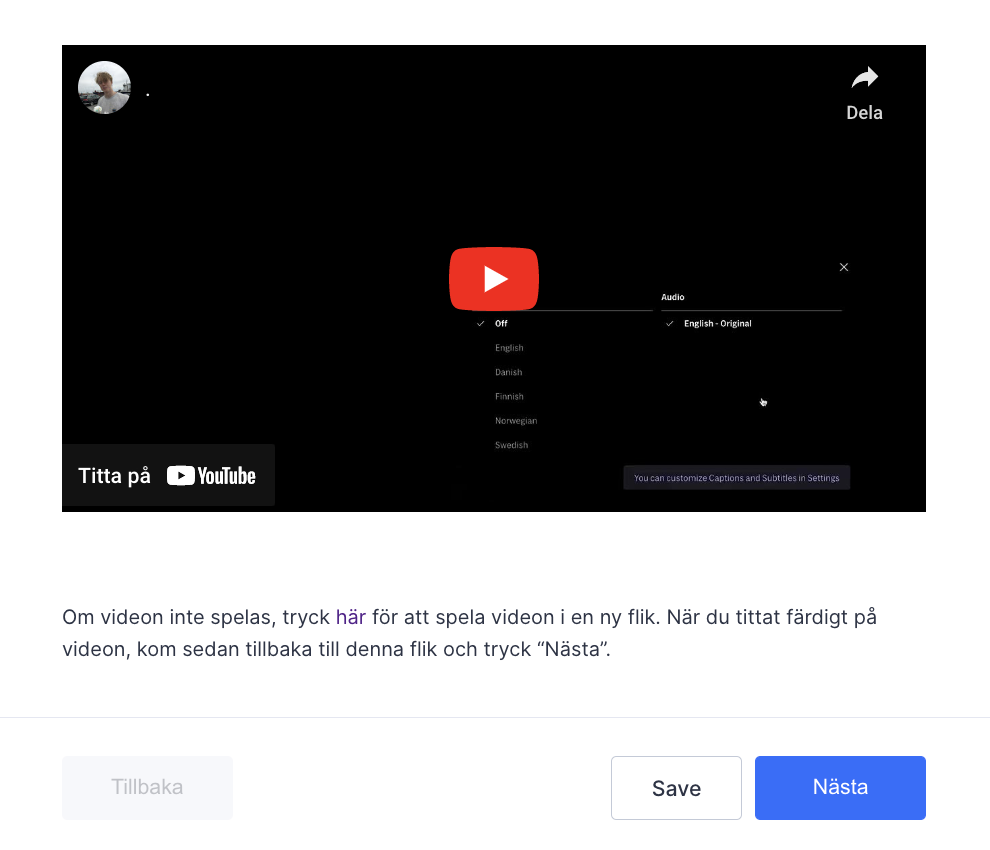 .
Dela
Audio
Off
English - Original
English
Danish
Finnish
Norwegian
Swedish
You can customize Captions and Subtitles in Settings
Titta på YouTube
Om videon inte spelas, tryck här för att spela videon i en ny flik. När du tittat färdigt på
videon, kom sedan tillbaka till denna flik och tryck “Nästa”.
Tillbaka
Save
Nästa